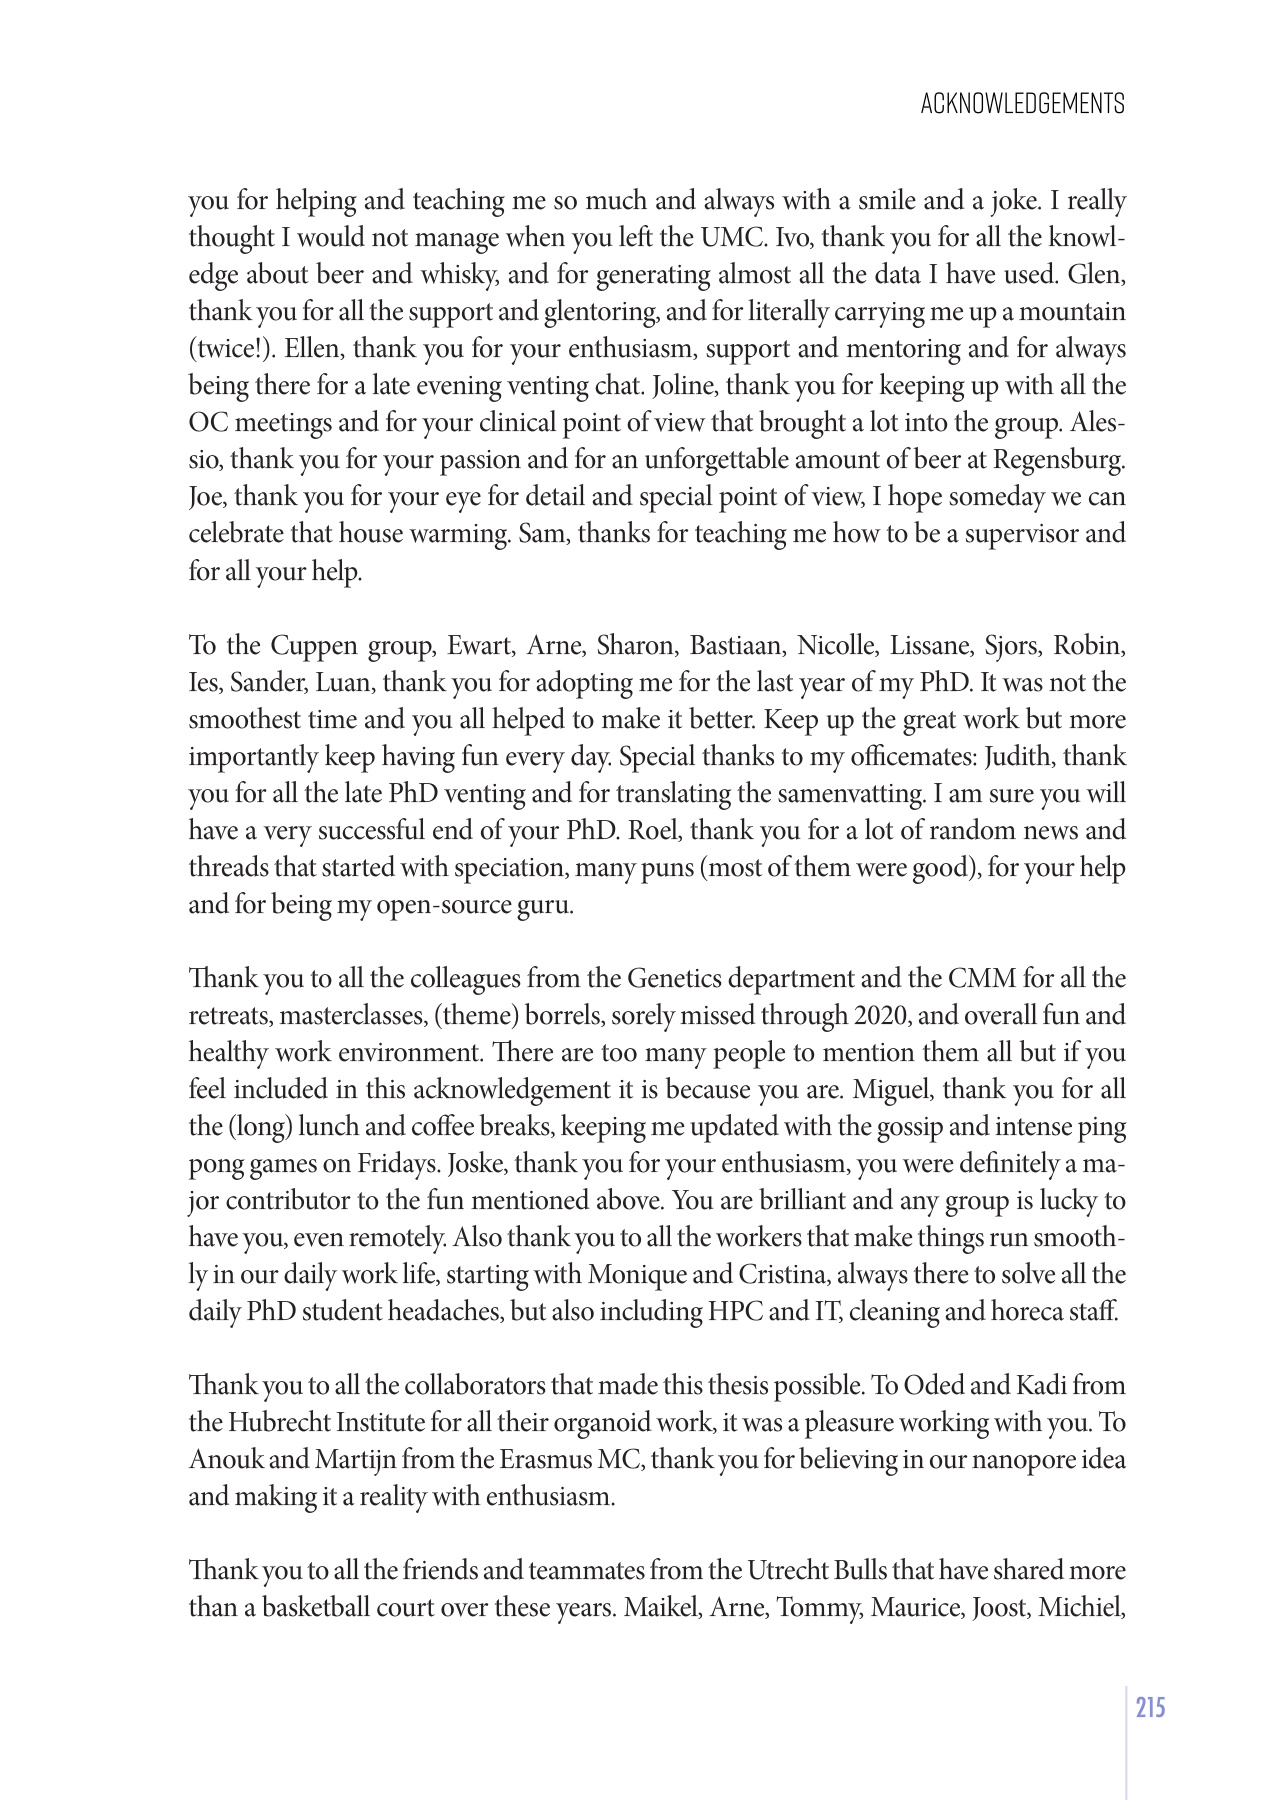 ACKNOWLEDGEMENTS
you for helping and teaching me so much and always with a smile and a joke. I really
thought I would not manage when you left the UMC. Ivo, thank you for all the knowl-
edge about beer and whisky, and for generating almost all the data I have used. Glen,
thank you for all the support and glentoring, and for literally carrying me up a mountain
(twice!). Ellen, thank you for your enthusiasm, support and mentoring and for always
being there for a late evening venting chat. Joline, thank you for keeping up with all the
OC meetings and for your clinical point of view that brought a lot into the group. Ales-
sio, thank you for your passion and for an unforgettable amount of beer at Regensburg.
Joe, thank you for your eye for detail and special point of view, I hope someday we can
celebrate that house warming. Sam, thanks for teaching me how to be a supervisor and
for all your help.
To the Cuppen group, Ewart, Arne, Sharon, Bastiaan, Nicolle, Lissane, Sjors, Robin,
Ies, Sander, Luan, thank you for adopting me for the last year of my PhD. It was not the
smoothest time and you all helped to make it better. Keep up the great work but more
importantly keep having fun every day. Special thanks to my officemates: Judith, thank
you for all the late PhD venting and for translating the samenvatting. I am sure you will
have a very successful end of your PhD. Roel, thank you for a lot of random news and
threads that started with speciation, many puns (most of them were good), for your help
and for being my open-source guru.
Thank you to all the colleagues from the Genetics department and the CMM for all the
retreats, masterclasses, (theme) borrels, sorely missed through 2020, and overall fun and
healthy work environment. There are too many people to mention them all but if you
feel included in this acknowledgement it is because you are. Miguel, thank you for all
the (long) lunch and coffee breaks, keeping me updated with the gossip and intense ping
pong games on Fridays. Joske, thank you for your enthusiasm, you were definitely a ma-
jor contributor to the fun mentioned above. You are brilliant and any group is lucky to
have you, even remotely. Also thank you to all the workers that make things run smooth-
ly in our daily work life, starting with Monique and Cristina, always there to solve all the
daily PhD student headaches, but also including HPC and IT, cleaning and horeca staff.
Thank you to all the collaborators that made this thesis possible. To Oded and Kadi from
the Hubrecht Institute for all their organoid work, it was a pleasure working with you. To
Anouk and Martijn from the Erasmus MC, thank you for believing in our nanopore idea
and making it a reality with enthusiasm.
Thank you to all the friends and teammates from the Utrecht Bulls that have shared more
than a basketball court over these years. Maikel, Arne, Tommy, Maurice, Joost, Michiel,
215